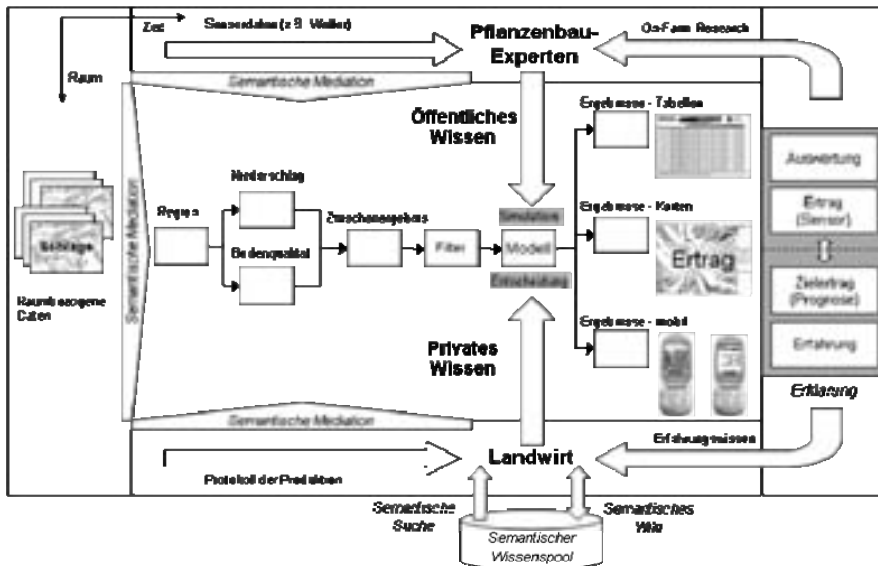 Zeit
Sensordaten (z.B. Wetter)
Pflanzenbau-
Experten
On-Farm Research
Raum
Semantische Mediation
Öffentliches
Wissen
Ergebnisse - Tabellen
Auswertung
Niederschlag
Semantische Mediation
Simulation
Ergebnisse - Karten
Ertrag
(Sensor)
Region
Zwischenergebnis
Schläge
Filter
Modell
Ertrag
Bodenqualität
Entscheidung
Zielertrag
(Prognose)
Raumbezogene
Daten
Ergebnisse - mobil
Privates
Wissen
Erfahrung
Erklärung
Semantische Mediation
Erfahrungswissen
Landwirt
Protokoll der Produktion
Semantische
Suche
Semantisches
Wiki
Semantischer
Wissenspool